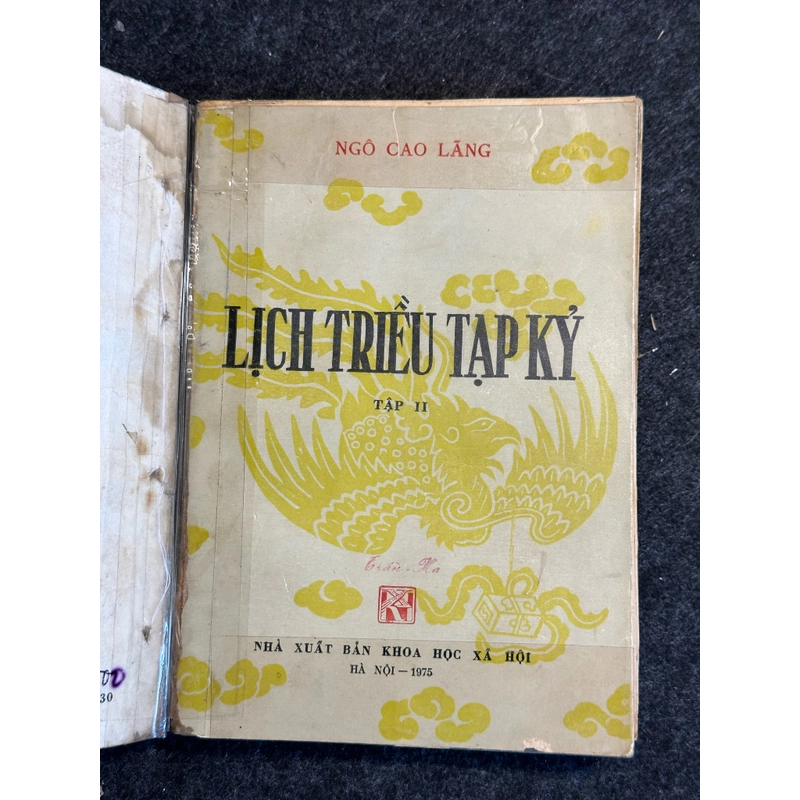 NGÔ CAO LÃNG
LỊCH TRIỀU TẠP KỶ
TẬP II
NHÀ XUẤT BẢN KHOA HỌC XÃ HỘI
HÀ NỘI — 1975
30